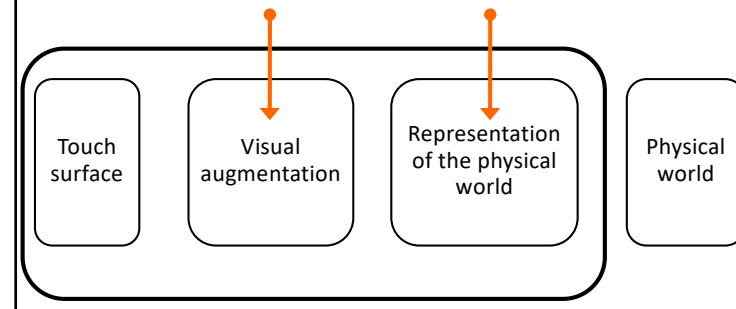 Touch
surface
Visual
augmentation
Representation
of the physical
world
Physical
world